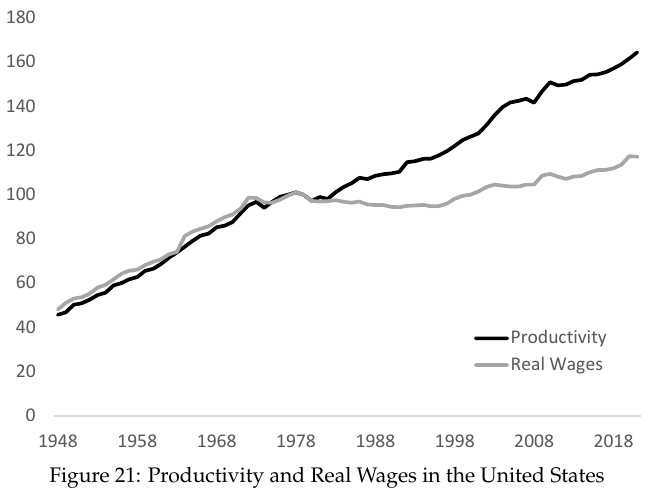 180
160
140
120
100
80
60
40
20
0
Productivity
Real Wages
1948 1958 1968 1978 1988 1998 2008 2018
Figure 21: Productivity and Real Wages in the United States